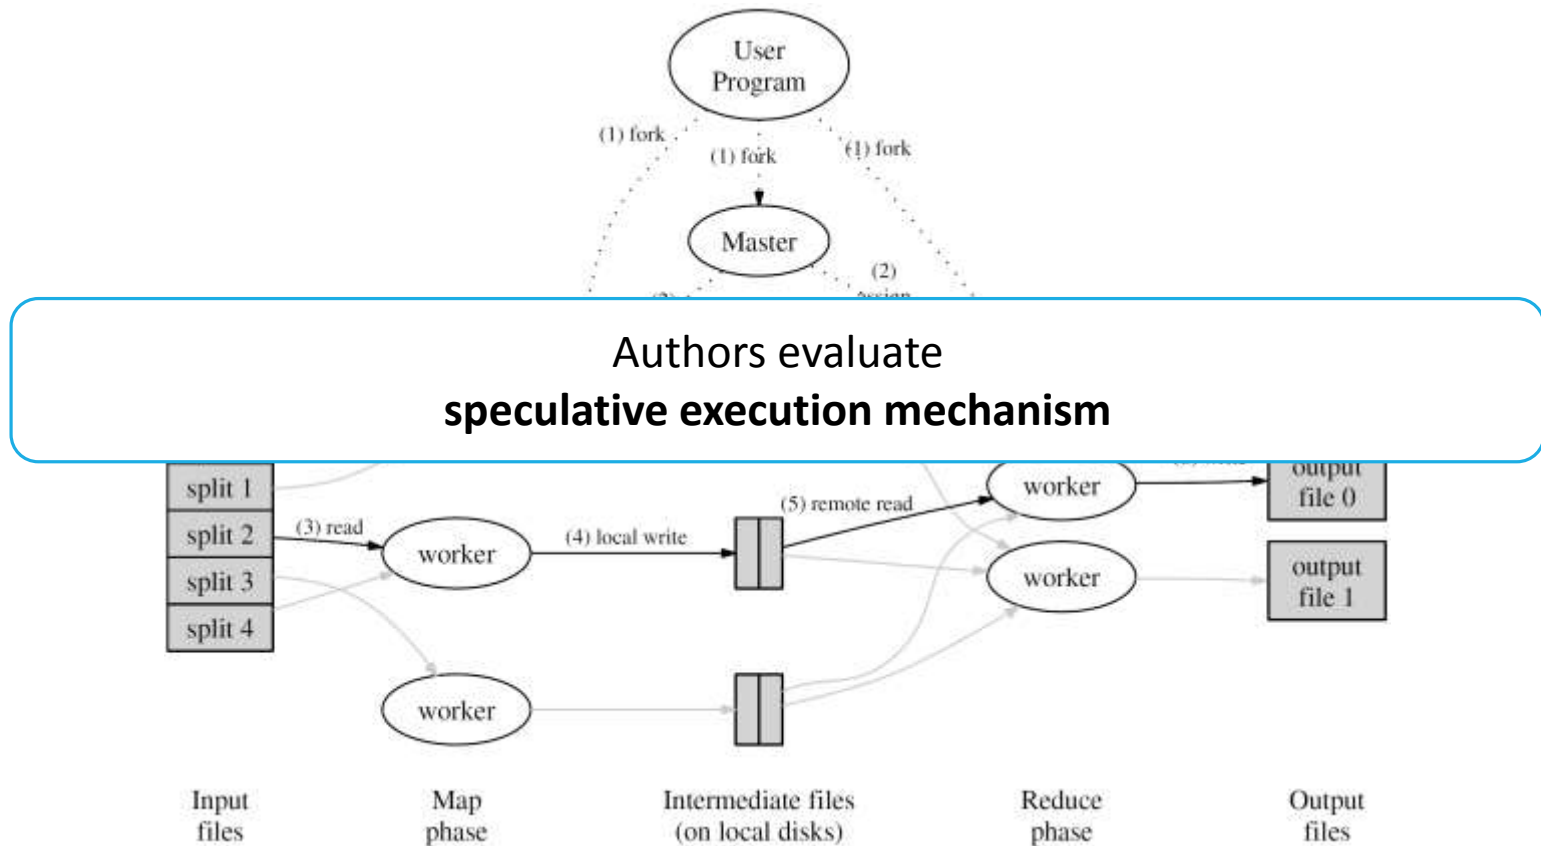 User
Program
(1) fork
(1) fork
(1) fork
Master
(2)
Authors evaluate
speculative execution mechanism
split 1
split 2
split 3
split 4
(3) read
worker
(4) local write
(5) remote read
worker
output
file 0
worker
output
file 1
worker
Input
files
Map
phase
Intermediate files
(on local disks)
Reduce
phase
Output
files